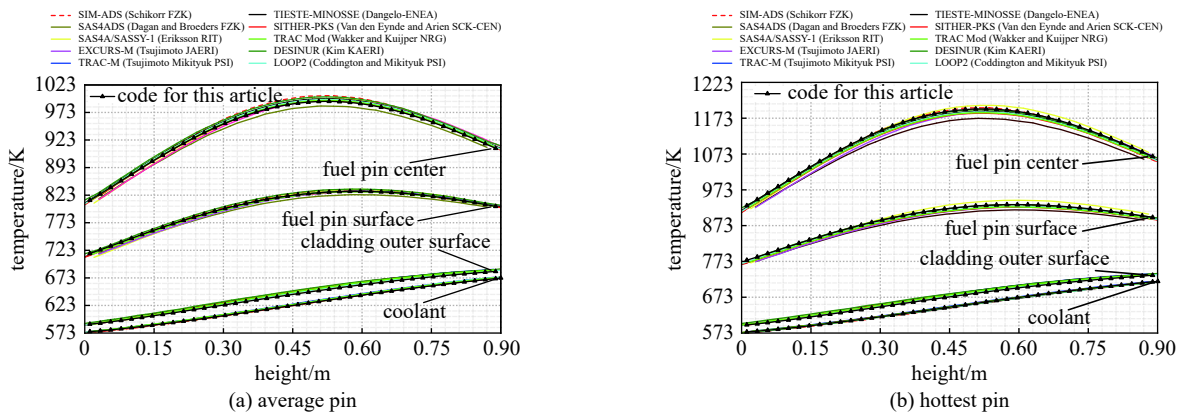 SIM-ADS (Schikorr FZK)
SAS4ADS (Dagan and Broeders FZK)
SAS4A/SASSY-1 (Eriksson RIT)
EXCURS-M (Tsujimoto JAERI)
TRAC-M (Tsujimoto Mikityuk PSI)
TIESTE-MINOSSE (Dangelo-ENEA)
SITHER-PKS (Van den Eynde and Arien SCK-CEN)
TRAC Mod (Wakker and Kuijper NRG)
DESINUR (Kim KAERI)
LOOP2 (Coddington and Mikityuk PSI)
1023
973
923
893
823
773
723
673
623
573
temperature/K
code for this article
fuel pin center
fuel pin surface
cladding outer surface
coolant
0 0.15 0.30 0.45 0.60 0.75 0.90
height/m
(a) average pin
SIM-ADS (Schikorr FZK)
SAS4ADS (Dagan and Broeders FZK)
SAS4A/SASSY-1 (Eriksson RIT)
EXCURS-M (Tsujimoto JAERI)
TRAC-M (Tsujimoto Mikityuk PSI)
TIESTE-MINOSSE (Dangelo-ENEA)
SITHER-PKS (Van den Eynde and Arien SCK-CEN)
TRAC Mod (Wakker and Kuijper NRG)
DESINUR (Kim KAERI)
LOOP2 (Coddington and Mikityuk PSI)
1223
1173
1073
973
873
773
673
573
temperature/K
code for this article
fuel pin center
fuel pin surface
cladding outer surface
coolant
0 0.15 0.30 0.45 0.60 0.75 0.90
height/m
(b) hottest pin